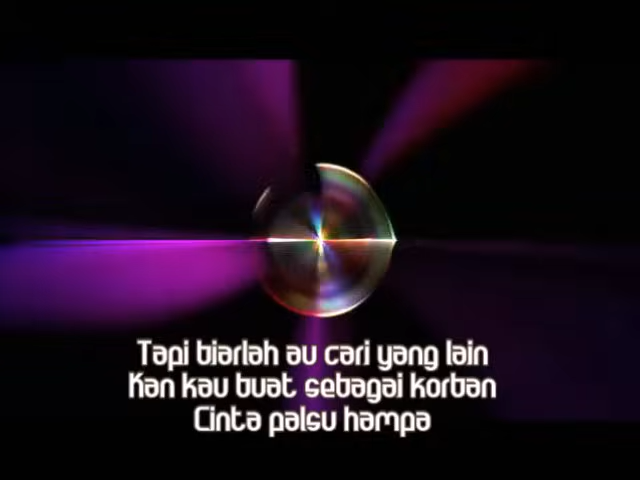 Tapi biarlah au cari yang lain
Kan kau buat sebagai korban
Cinta palsu hampa